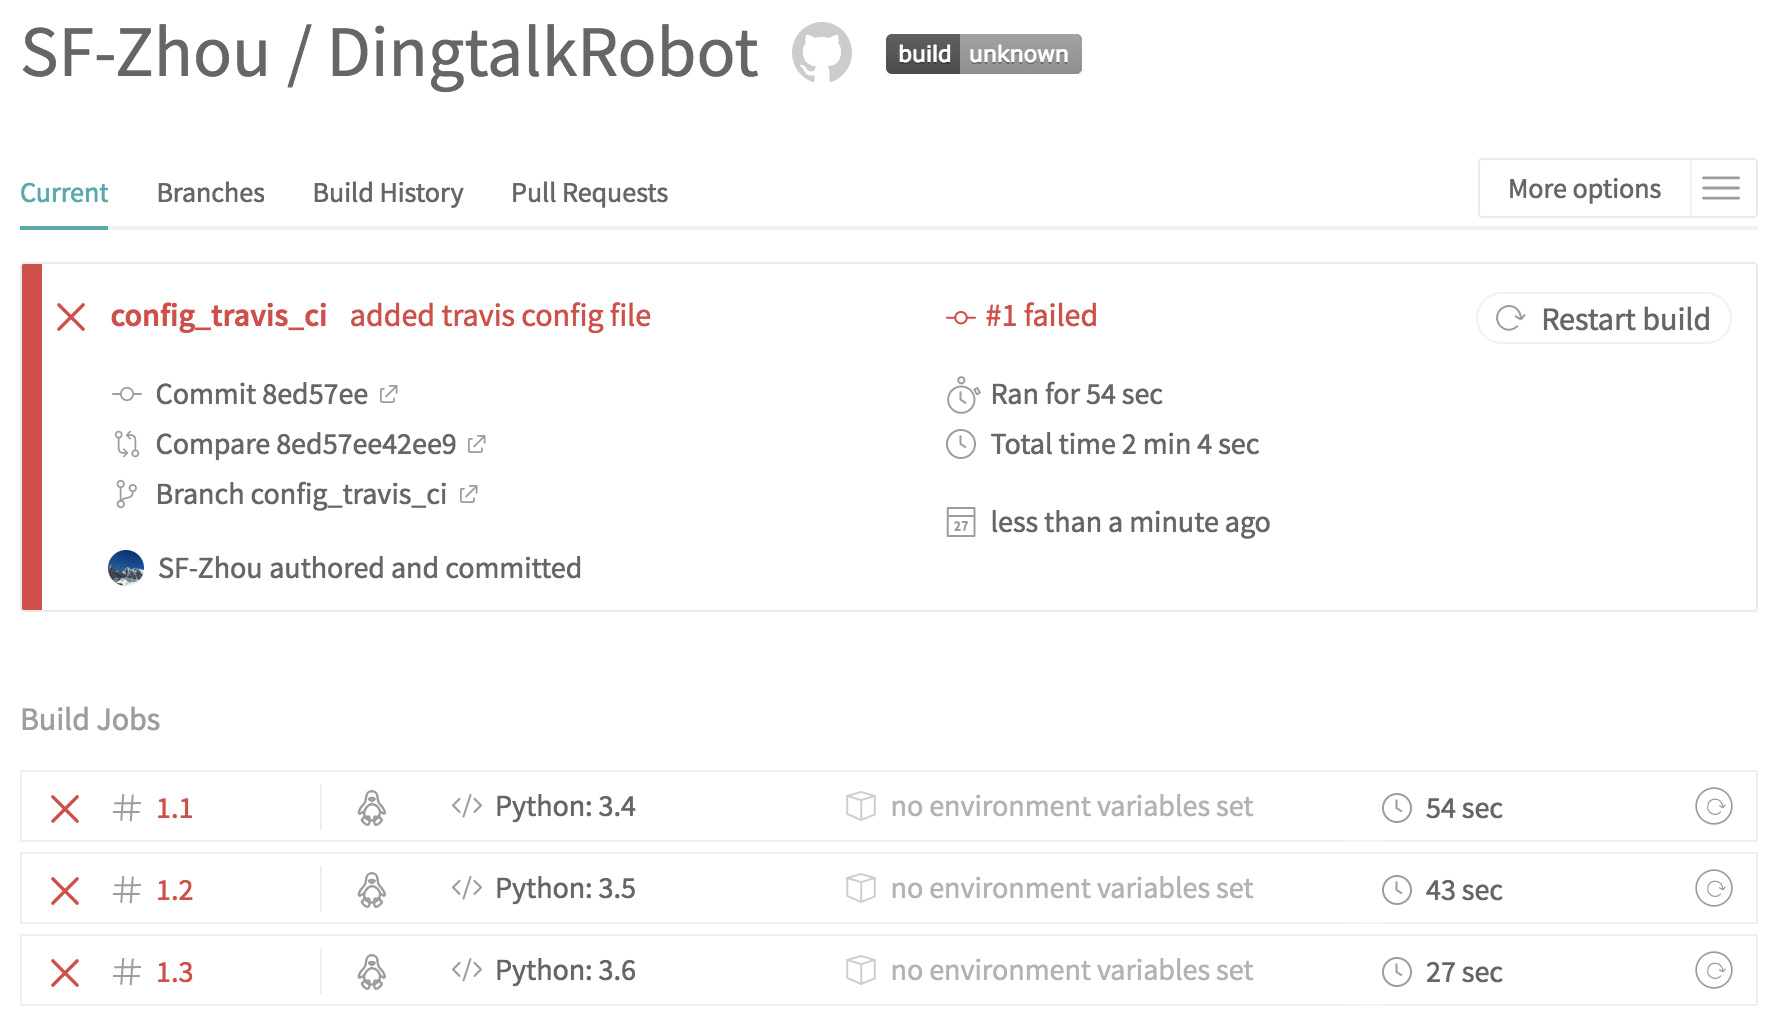 SF-Zhou / DingtalkRobot build unknown
Current Branches Build History Pull Requests More options
config_travis_ci added travis config file #1 failed Restart build
Commit 8ed57ee Ran for 54 sec
Compare 8ed57ee42ee9 Total time 2 min 4 sec
Branch config_travis_ci
27 less than a minute ago
SF-Zhou authored and committed
Build Jobs
# 1.1 </> Python: 3.4 no environment variables set 54 sec
# 1.2 </> Python: 3.5 no environment variables set 43 sec
# 1.3 </> Python: 3.6 no environment variables set 27 sec